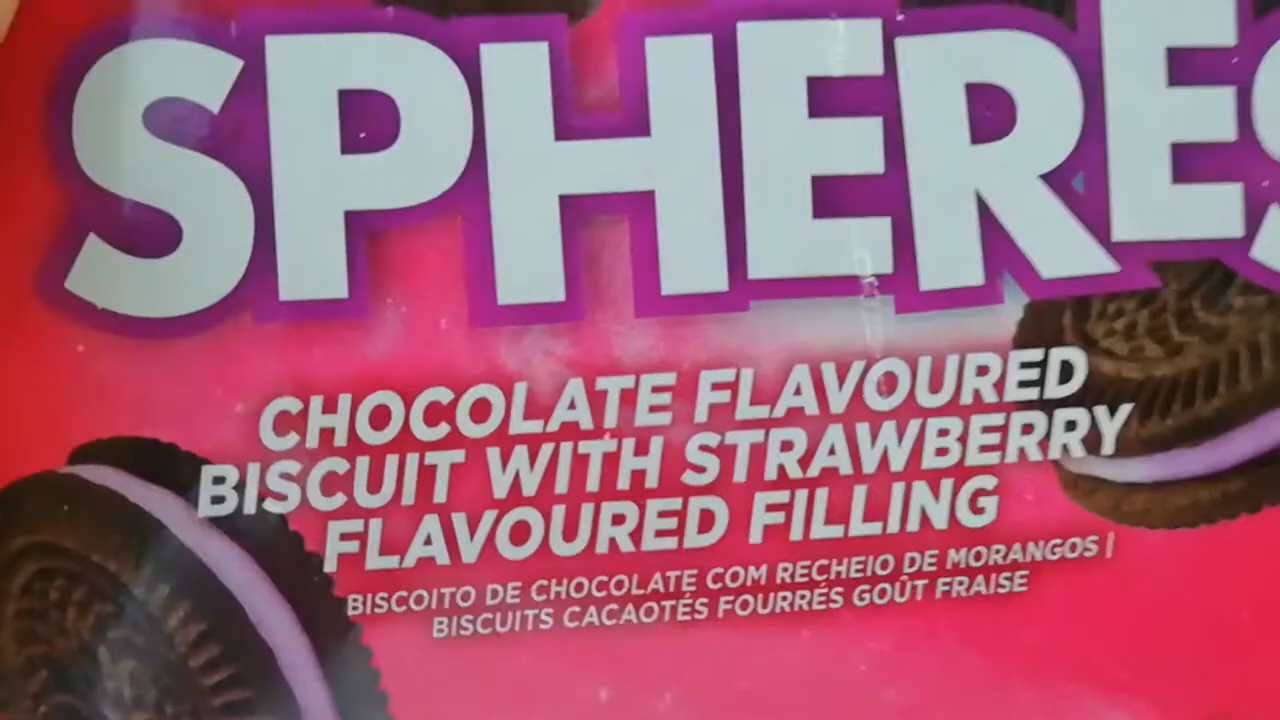 SPHERES
CHOCOLATE FLAVOURED
BISCUIT WITH STRAWBERRY
FLAVOURED FILLING
BISCOITO DE CHOCOLATE COM RECHEIO DE MORANGOS |
BISCUITS CACAOTÉS FOURRÉS GOÛT FRAISE